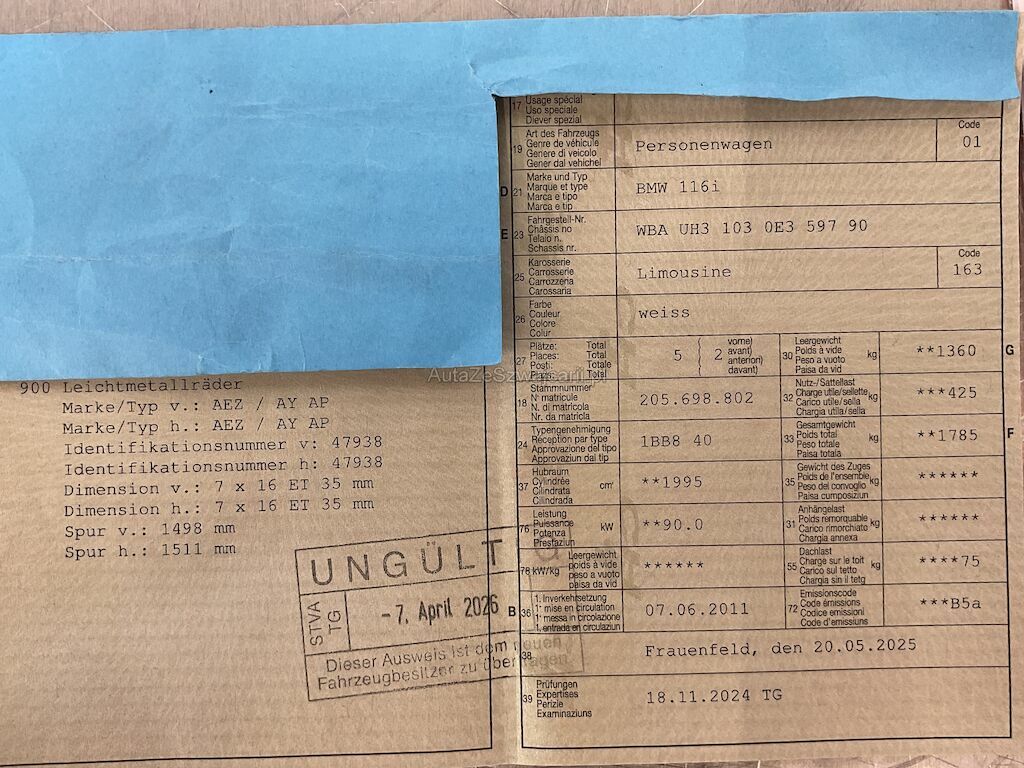 17 Usage spécial
Uso speciale
Diever spezial
19 Art des Fahrzeugs
Genre de véhicule
Genere di veicolo
Gener dal vehichel
Personenwagen
Code
01
D 21 Marke und Typ
Marque et type
Marca e tipo
Marca e tip
BMW 116i
E 23 Fahrgestell-Nr.
Châssis no
Telaio n.
Schassis nr.
WBA UH3 103 0E3 597 90
25 Karosserie
Carrosserie
Carrozzeria
Carossaria
Limousine
Code
163
26 Farbe
Couleur
Colore
Colur
weiss
27 Plätze: Total
Places: Total
Posti: Totale
Total
5 ( 2 vorne)
avant)
anteriori)
davant)
30 Leergewicht
Poids à vide
Peso a vuoto
Paisa da vid
kg
**1360 G
18 Stammnummer
N° matricule
N. di matricola
Nr. da matricla
205.698.802
32 Nutz-/Sattellast
Charge utile/sellette
Carico utile/sella
Chargia utila/sella
kg
***425
24 Typengenehmigung
Réception par type
Approvazione del tipo
Approvaziun dal tip
1BB8 40
33 Gesamtgewicht
Poids total
Peso totale
Paisa totala
kg
**1785 F
37 Hubraum
Cylindrée
Cilindrata
Cilindrada
cm³
**1995
35 Gewicht des Zuges
Poids de l'ensemble
Peso del convoglio
Paisa cumposiziun
kg
******
76 Leistung
Puissance
Potenza
Prestaziun
kW
**90.0
31 Anhängelast
Poids remorquable
Carico rimorchiato
Chargia annexa
kg
******
78 kW/kg Leergewicht
poids à vide
peso a vuoto
paisa da vid
******
55 Dachlast
Charge sur le toit
Carico sul tetto
Chargia sin il tetg
kg
****75
B 36 1. Inverkehrsetzung
1re mise en circulation
1a messa in circolazione
1. entrada en circulaziun
07.06.2011
72 Emissionscode
Code émissions
Codice emissioni
Code d'emissiuns
***B5a
38
Frauenfeld, den 20.05.2025
39 Prüfungen
Expertises
Perizie
Examinaziuns
18.11.2024 TG
900 Leichtmetallräder
Marke/Typ v.: AEZ / AY AP
Marke/Typ h.: AEZ / AY AP
Identifikationsnummer v: 47938
Identifikationsnummer h: 47938
Dimension v.: 7 x 16 ET 35 mm
Dimension h.: 7 x 16 ET 35 mm
Spur v.: 1498 mm
Spur h.: 1511 mm
UNGÜLTIG
STVA
TG
-7. April 2026
Dieser Ausweis ist dem neuen
Fahrzeugbesitzer zu übertragen.
AutaZeSzwajcarii.pl